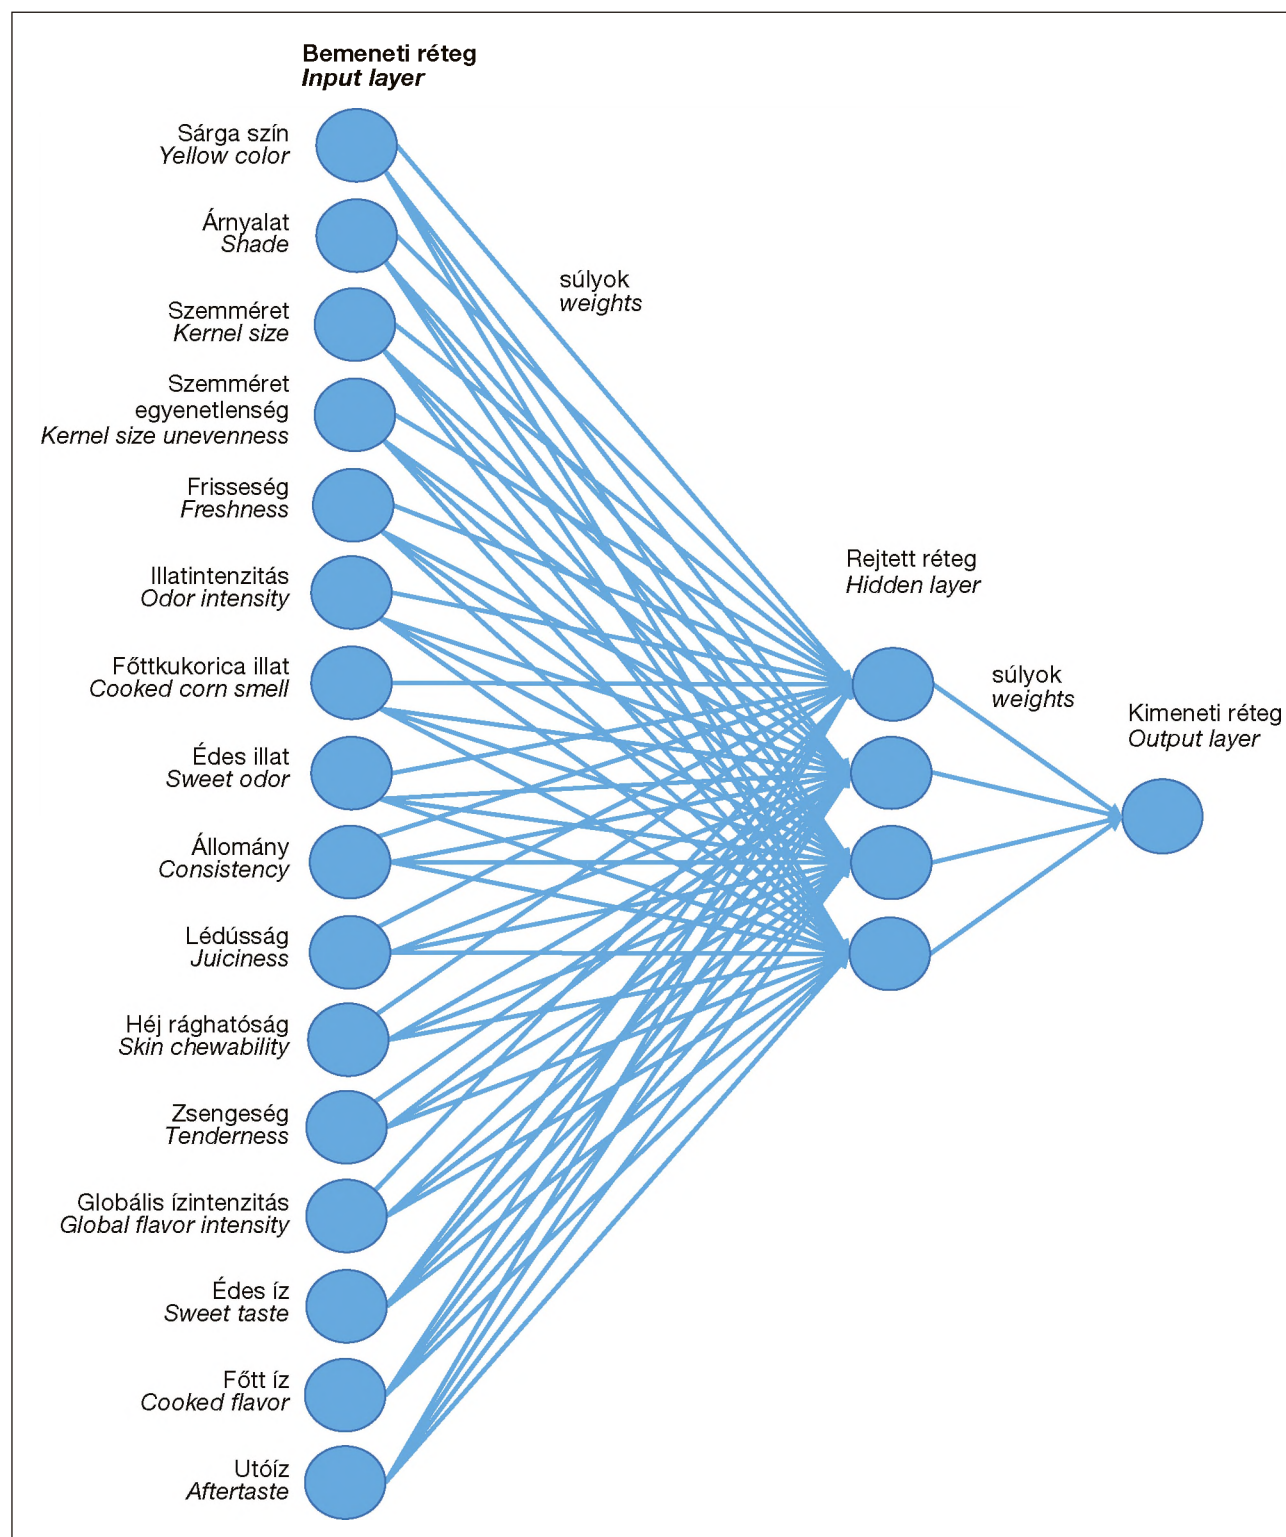 Bemeneti réteg
Input layer
Sárga szín
Yellow color
Árnyalat
Shade
súlyok
weights
Szemméret
Kernel size
Szemméret
egyenetlenség
Kernel size unevenness
Frisseség
Freshness
Illatintenzitás
Odor intensity
Rejtett réteg
Hidden layer
Főttkukorica illat
Cooked corn smell
súlyok
weights
Kimeneti réteg
Output layer
Édes illat
Sweet odor
Állomány
Consistency
Lédússág
Juiciness
Héj rághatóság
Skin chewability
Zsengeség
Tenderness
Globális ízintenzitás
Global flavor intensity
Édes íz
Sweet taste
Főtt íz
Cooked flavor
Utóíz
Aftertaste